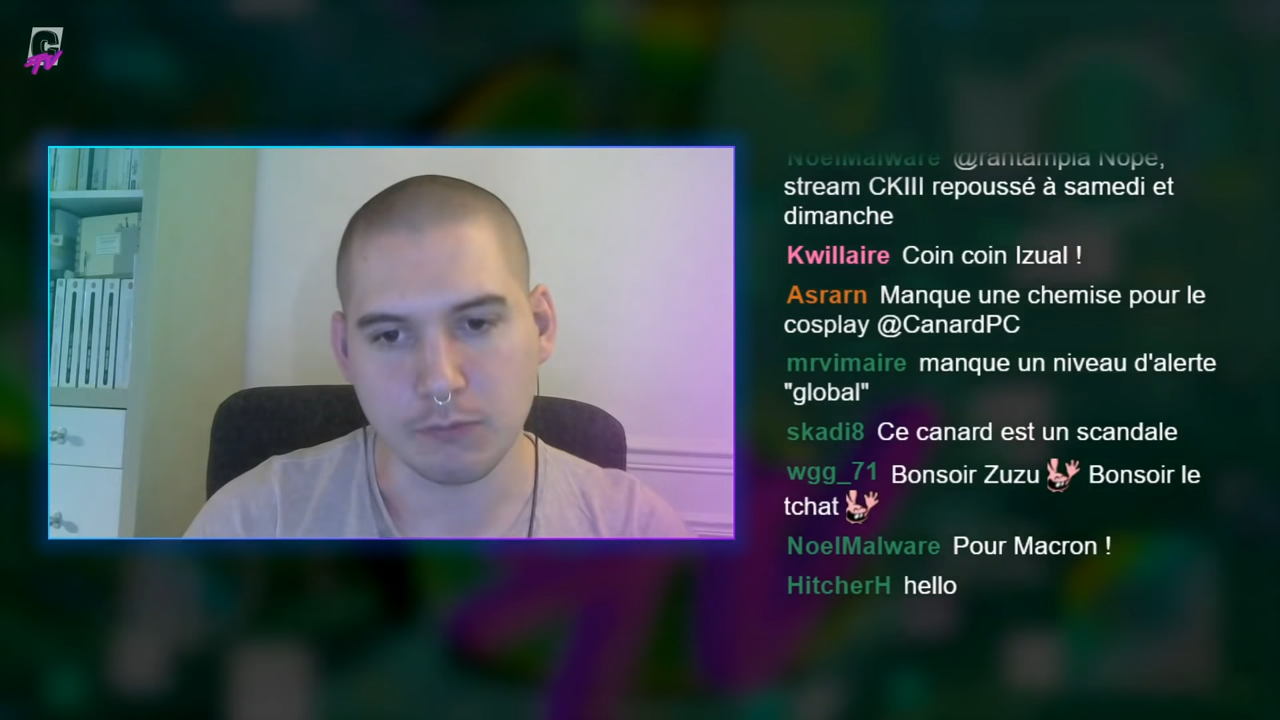 C
TV
NoelMalware @rantampla Nope,
stream CKIII repoussé à samedi et
dimanche
Kwillaire Coin coin Izual !
Asrarn Manque une chemise pour le
cosplay @CanardPC
mrvimaire manque un niveau d'alerte
"global"
skadi8 Ce canard est un scandale
wgg_71 Bonsoir Zuzu Bonsoir le
tchat
NoelMalware Pour Macron !
HitcherH hello